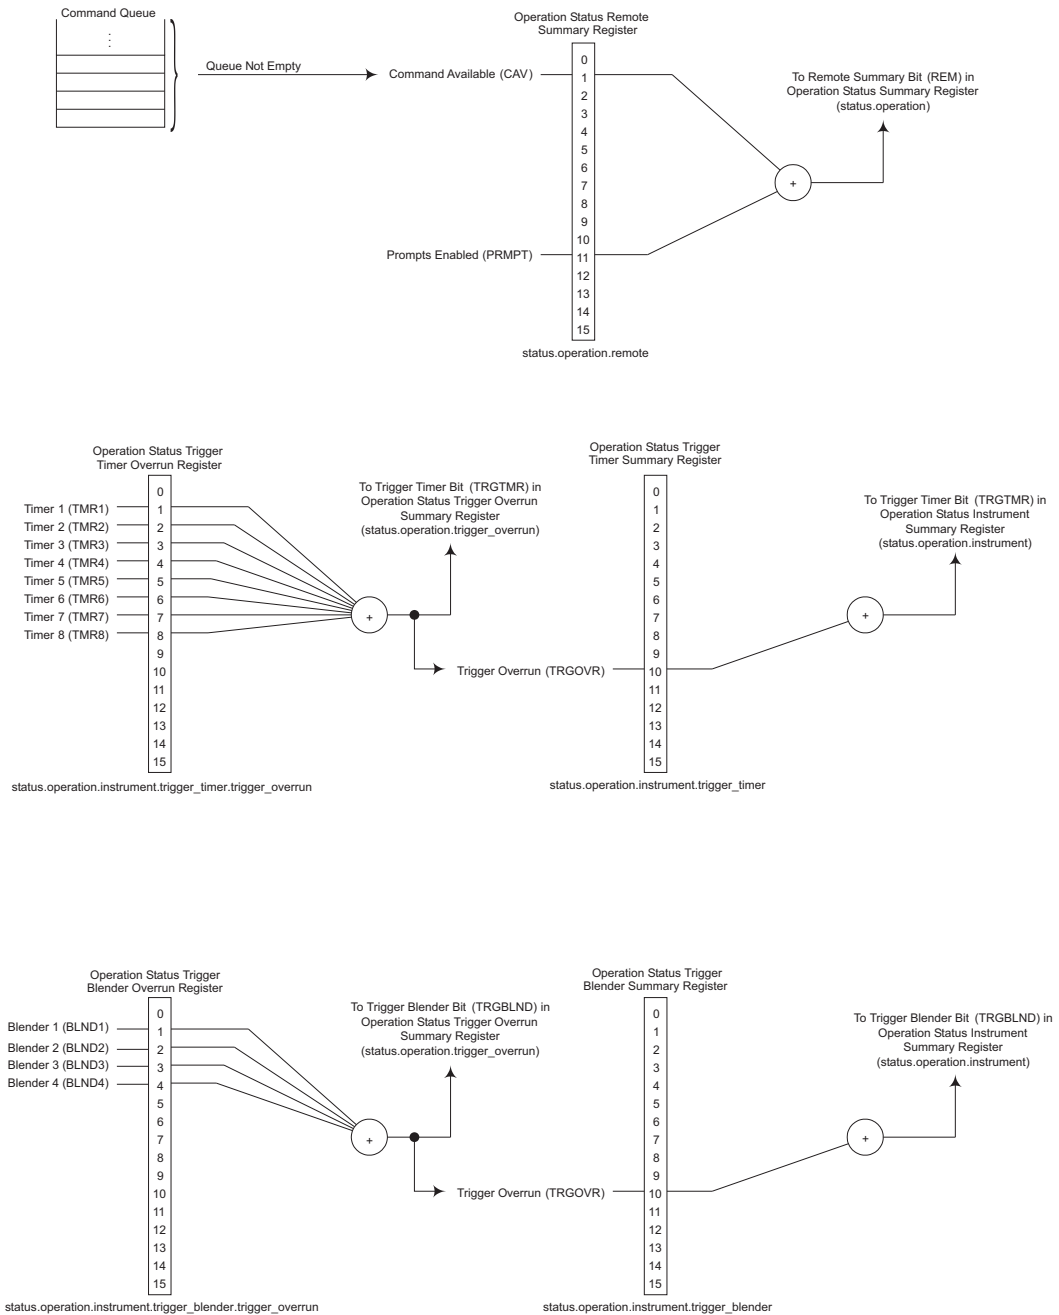 Command Queue
Queue Not Empty
Command Available (CAV)
Operation Status Remote
Summary Register
0
1
2
3
4
5
6
7
8
9
10
11
12
13
14
15
status.operation.remote
Prompts Enabled (PRMPT)
+
To Remote Summary Bit (REM) in
Operation Status Summary Register
(status.operation)
Operation Status Trigger
Timer Overrun Register
Timer 1 (TMR1)
Timer 2 (TMR2)
Timer 3 (TMR3)
Timer 4 (TMR4)
Timer 5 (TMR5)
Timer 6 (TMR6)
Timer 7 (TMR7)
Timer 8 (TMR8)
0
1
2
3
4
5
6
7
8
9
10
11
12
13
14
15
status.operation.instrument.trigger_timer.trigger_overrun
+
To Trigger Timer Bit (TRGTMR) in
Operation Status Trigger Overrun
Summary Register
(status.operation.trigger_overrun)
Trigger Overrun (TRGOVR)
Operation Status Trigger
Timer Summary Register
0
1
2
3
4
5
6
7
8
9
10
11
12
13
14
15
status.operation.instrument.trigger_timer
+
To Trigger Timer Bit (TRGTMR) in
Operation Status Instrument
Summary Register
(status.operation.instrument)
Operation Status Trigger
Blender Overrun Register
Blender 1 (BLND1)
Blender 2 (BLND2)
Blender 3 (BLND3)
Blender 4 (BLND4)
0
1
2
3
4
5
6
7
8
9
10
11
12
13
14
15
status.operation.instrument.trigger_blender.trigger_overrun
+
To Trigger Blender Bit (TRGBLND) in
Operation Status Trigger Overrun
Summary Register
(status.operation.trigger_overrun)
Trigger Overrun (TRGOVR)
Operation Status Trigger
Blender Summary Register
0
1
2
3
4
5
6
7
8
9
10
11
12
13
14
15
status.operation.instrument.trigger_blender
+
To Trigger Blender Bit (TRGBLND) in
Operation Status Instrument
Summary Register
(status.operation.instrument)